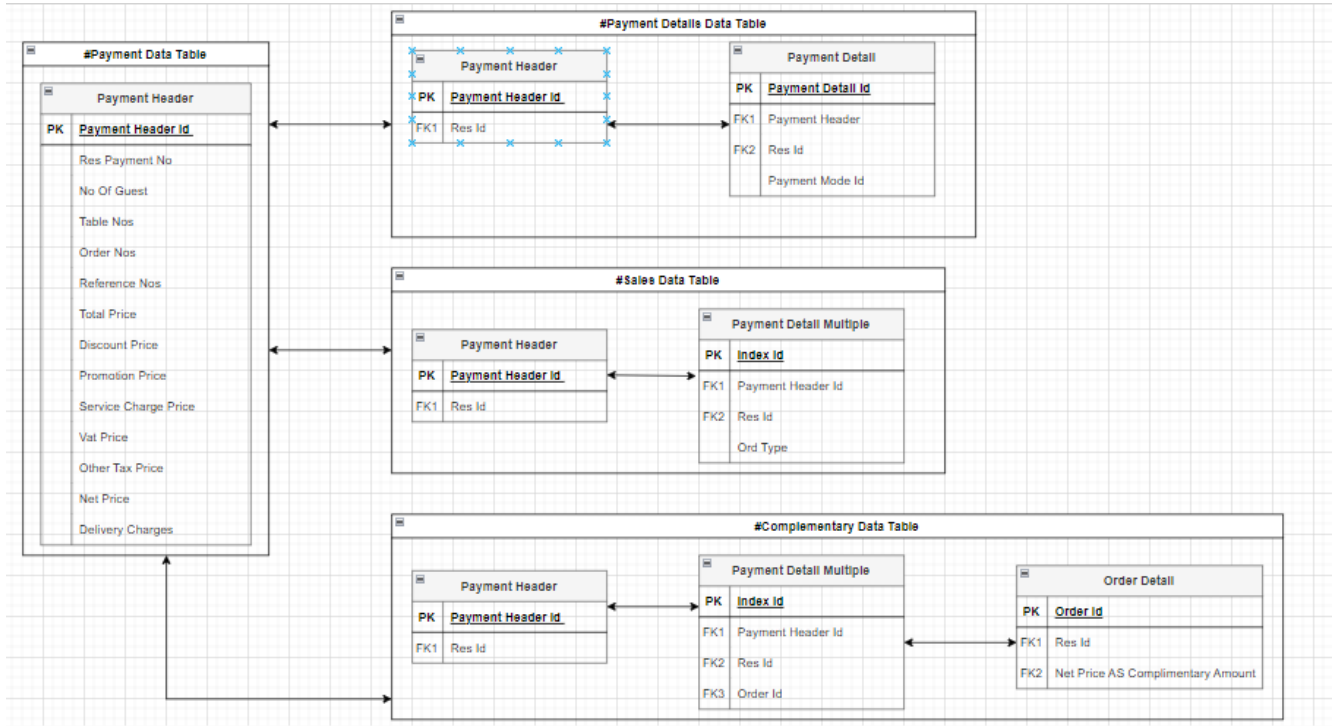 #Payment Data Table
Payment Header
PK Payment Header Id
Res Payment No
No Of Guest
Table Nos
Order Nos
Reference Nos
Total Price
Discount Price
Promotion Price
Service Charge Price
Vat Price
Other Tax Price
Net Price
Delivery Charges
#Payment Details Data Table
Payment Header
PK Payment Header Id
FK1 Res Id
Payment Detail
PK Payment Detail Id
FK1 Payment Header
FK2 Res Id
Payment Mode Id
#Sales Data Table
Payment Header
PK Payment Header Id
FK1 Res Id
Payment Detail Multiple
PK Index Id
FK1 Payment Header Id
FK2 Res Id
Ord Type
#Complementary Data Table
Payment Header
PK Payment Header Id
FK1 Res Id
Payment Detail Multiple
PK Index Id
FK1 Payment Header Id
FK2 Res Id
FK3 Order Id
Order Detail
PK Order Id
FK1 Res Id
FK2 Net Price AS Complimentary Amount